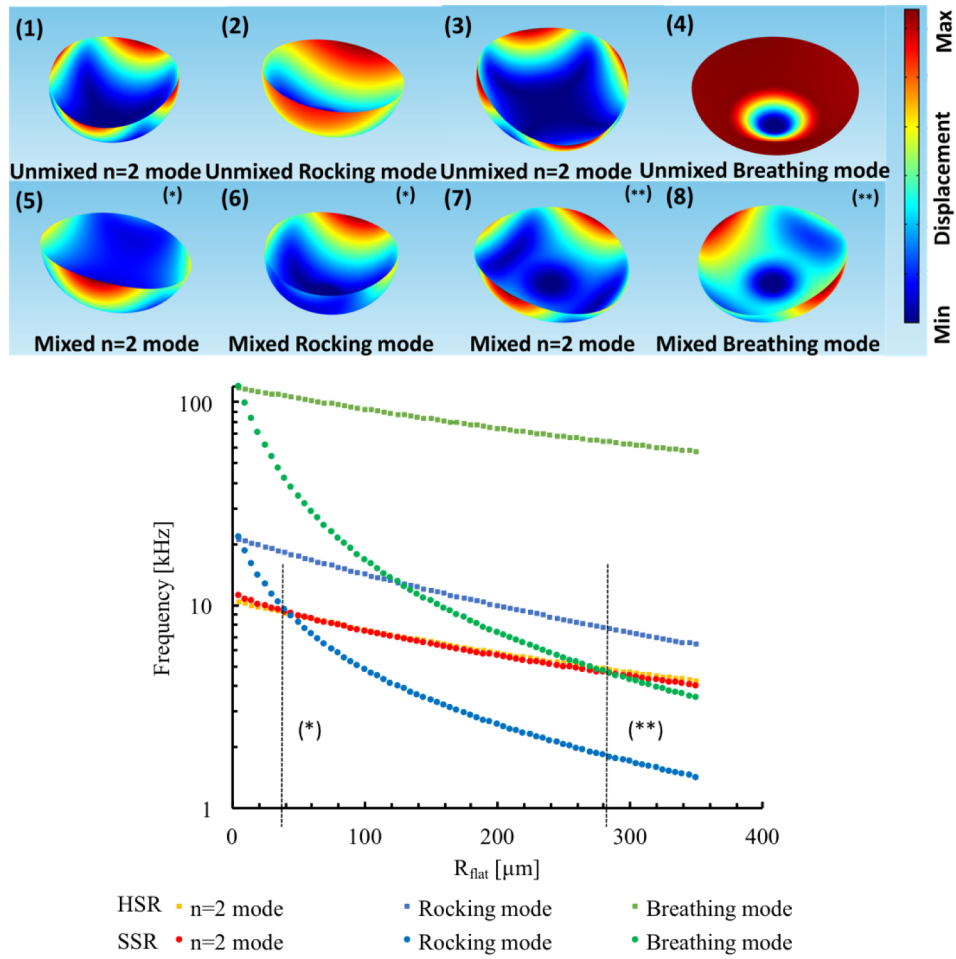 (1) (2) (3) (4)
Unmixed n=2 mode Unmixed Rocking mode Unmixed n=2 mode Unmixed Breathing mode
(5) (*) (6) (*) (7) (**) (8) (**)
Mixed n=2 mode Mixed Rocking mode Mixed n=2 mode Mixed Breathing mode
Max
Displacement
Min
100
10
1
Frequency [kHz]
(*) (**)
0 100 200 300 400
R_flat [µm]
HSR n=2 mode Rocking mode Breathing mode
SSR n=2 mode Rocking mode Breathing mode